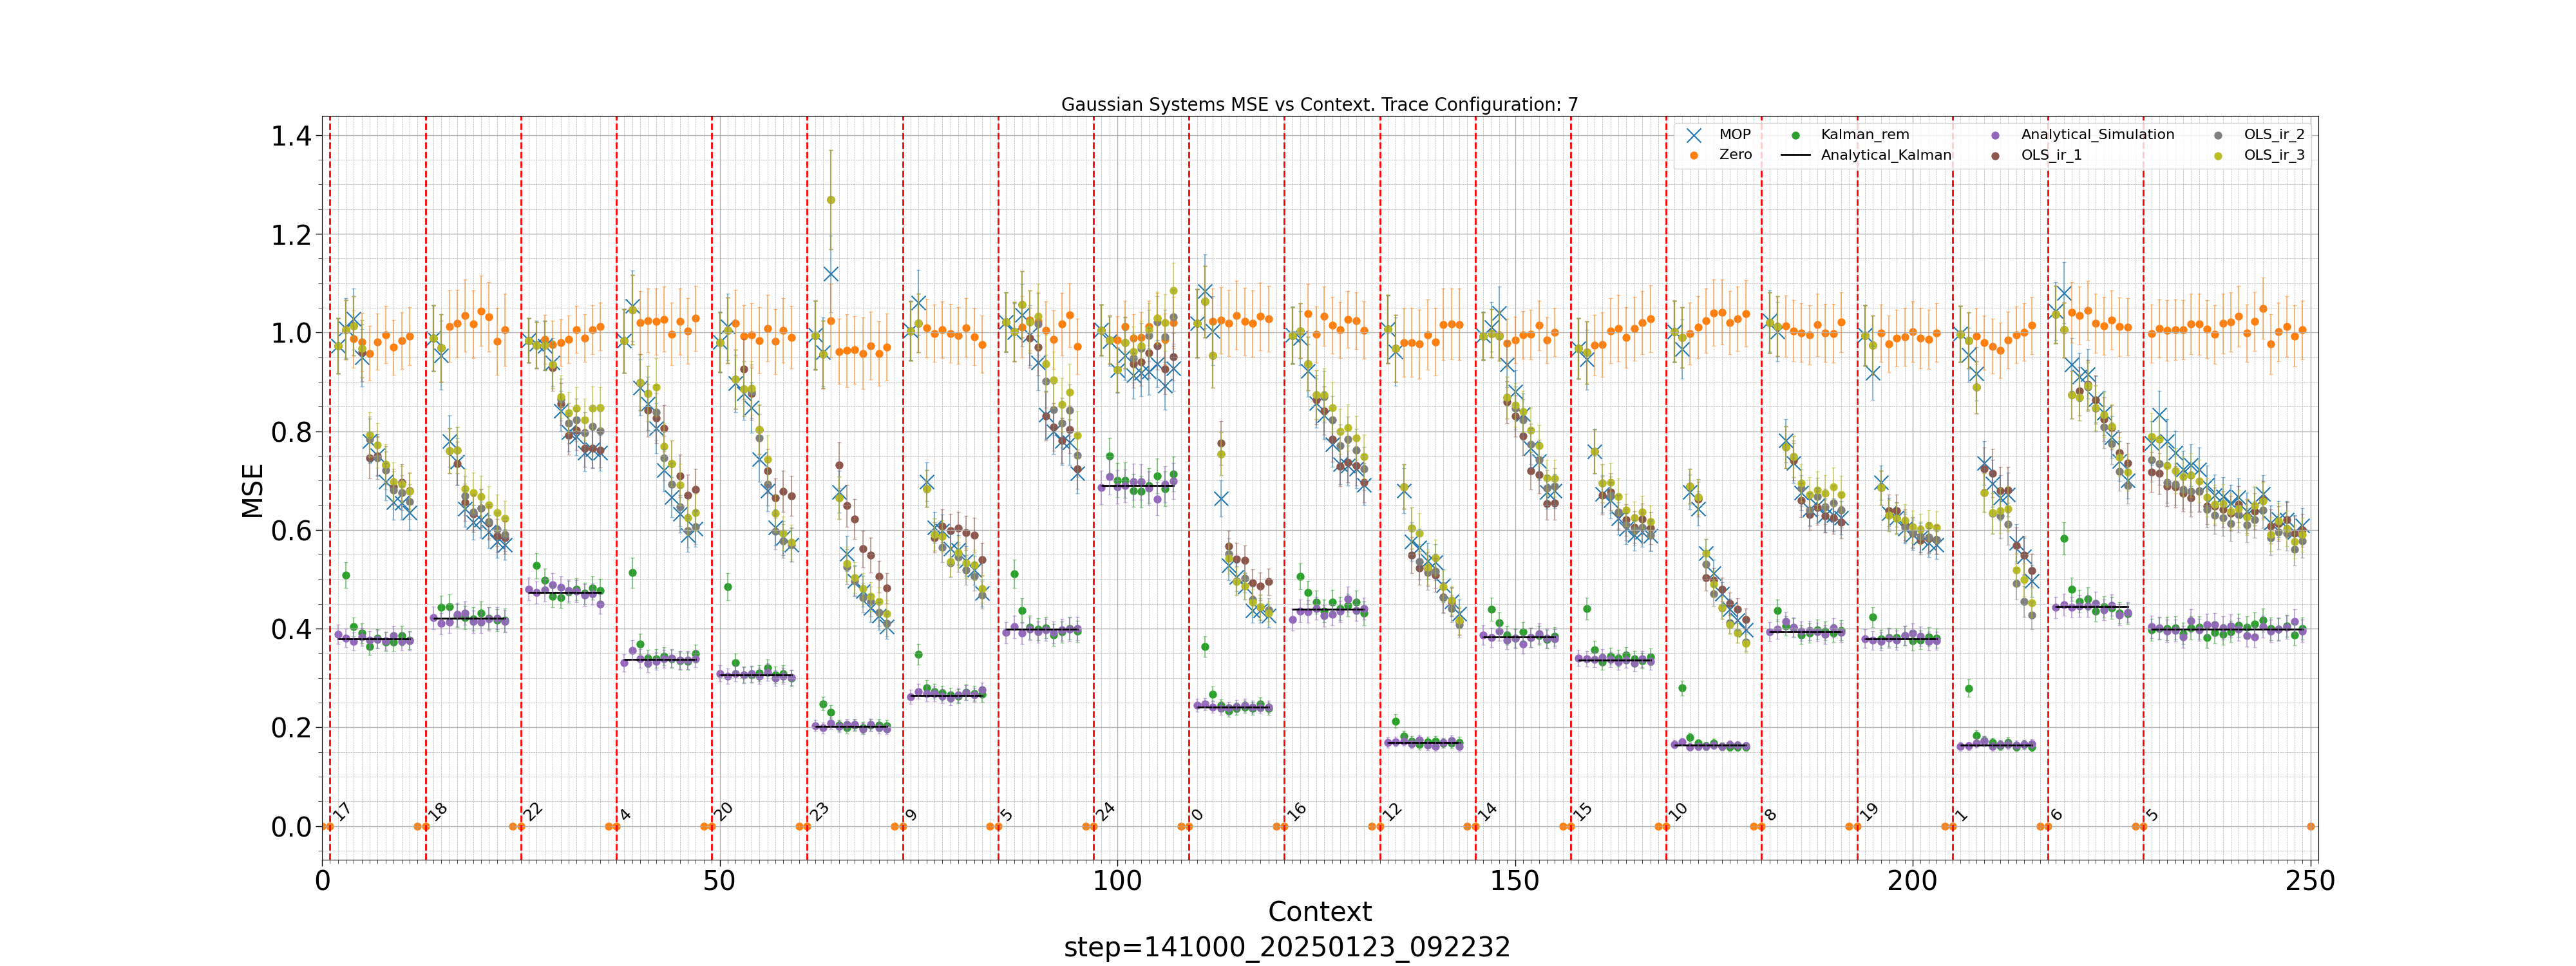 Gaussian Systems MSE vs Context. Trace Configuration: 7
MOP
Zero
Kalman_rem
Analytical_Kalman
Analytical_Simulation
OLS_ir_1
OLS_ir_2
OLS_ir_3
MSE
1.4
1.2
1.0
0.8
0.6
0.4
0.2
0.0
17 18 22 4 20 23 9 5 24 0 16 12 14 15 10 8 19 1 6 5
0 50 100 150 200 250
Context
step=141000_20250123_092232